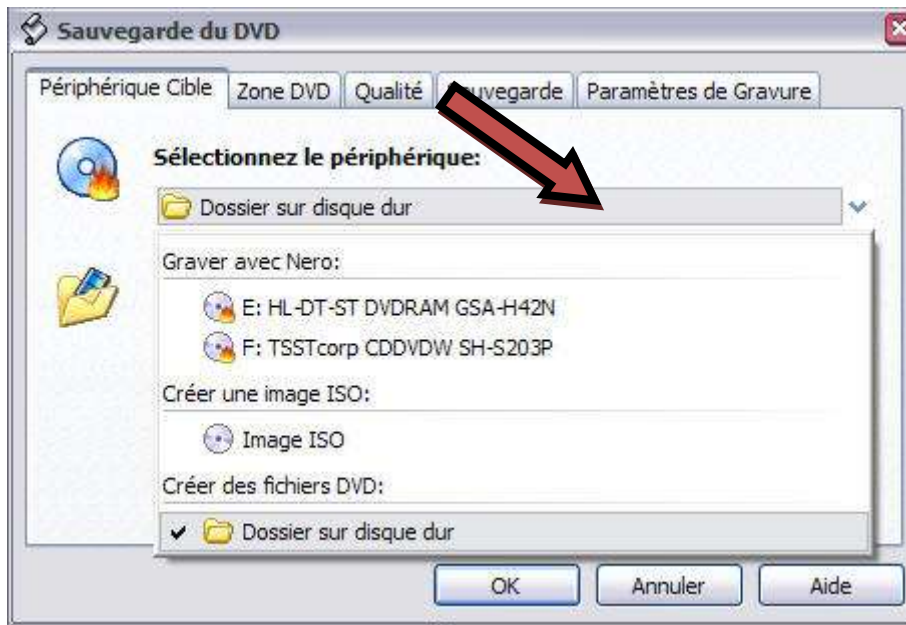 Sauvegarde du DVD
Périphérique Cible Zone DVD Qualité uvegarde Paramètres de Gravure
Sélectionnez le périphérique:
Dossier sur disque dur
Graver avec Nero:
E: HL-DT-ST DVDRAM GSA-H42N
F: TSSTcorp CDDVDW SH-S203P
Créer une image ISO:
Image ISO
Créer des fichiers DVD:
Dossier sur disque dur
OK Annuler Aide